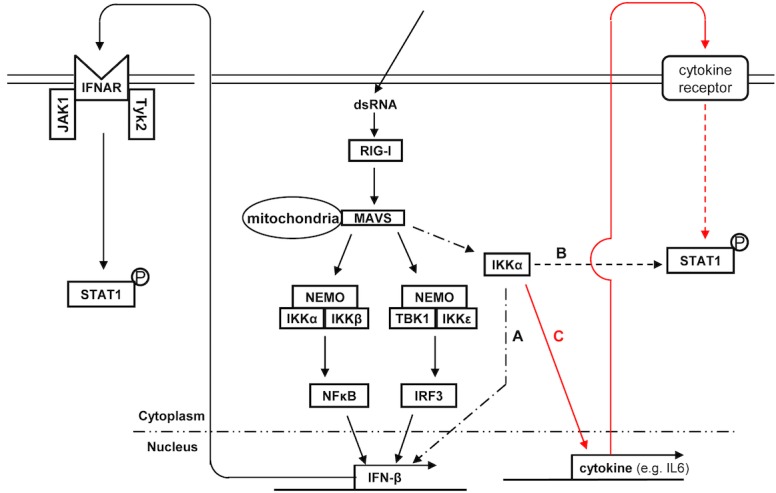 IFNAR
JAK1
Tyk2
cytokine
receptor
dsRNA
RIG-I
mitochondria
MAVS
IKKα
B
STAT1
P
STAT1
P
NEMO
IKKα
IKKβ
NEMO
TBK1
IKKε
A
C
NFκB
IRF3
Cytoplasm
Nucleus
IFN-β
cytokine (e.g. IL6)